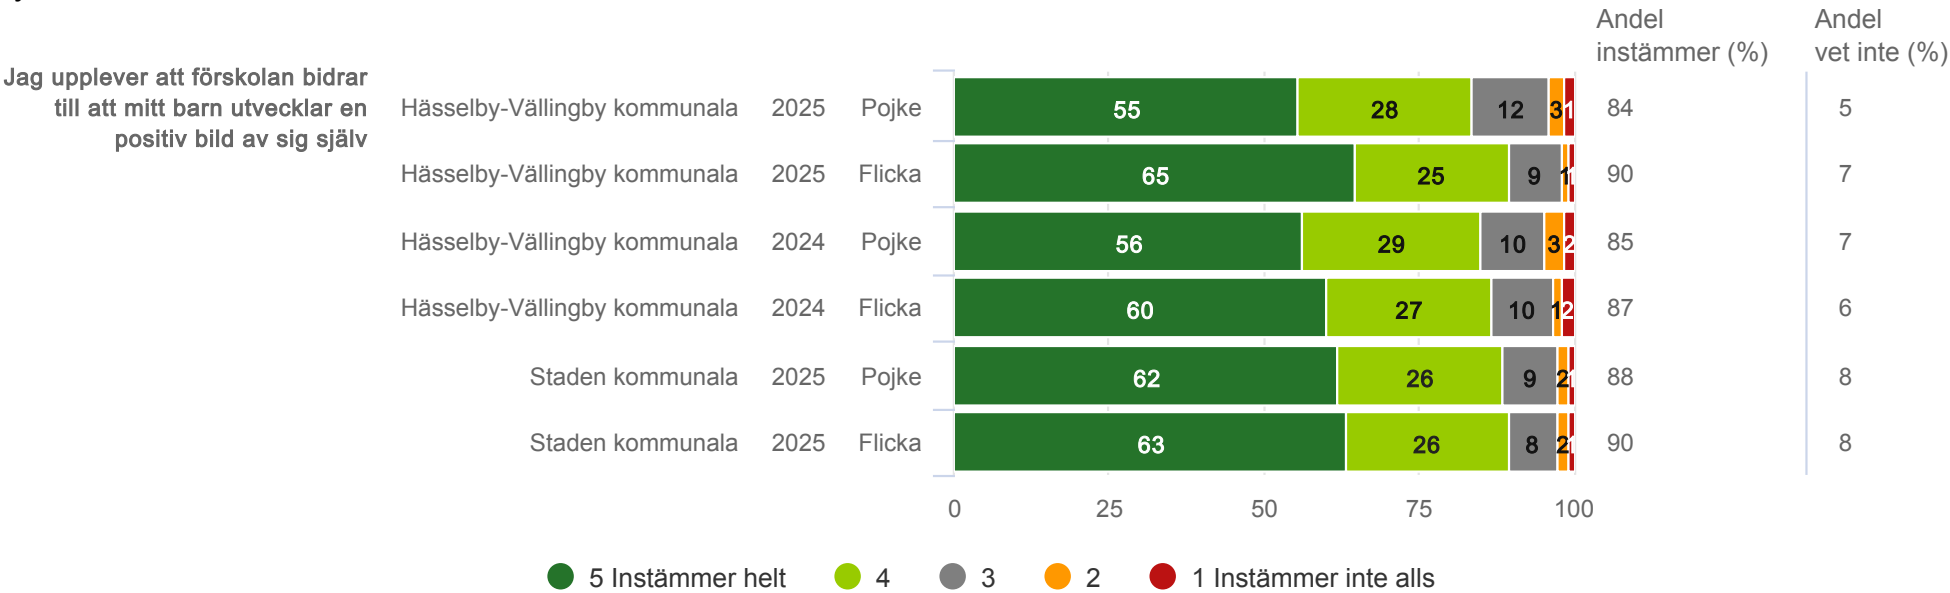 Andel
instämmer (%)
Andel
vet inte (%)
Jag upplever att förskolan bidrar
till att mitt barn utvecklar en
positiv bild av sig själv
Hässelby-Vällingby kommunala 2025 Pojke 55 28 12 3 1 84 5
Hässelby-Vällingby kommunala 2025 Flicka 65 25 9 1 1 90 7
Hässelby-Vällingby kommunala 2024 Pojke 56 29 10 3 2 85 7
Hässelby-Vällingby kommunala 2024 Flicka 60 27 10 1 2 87 6
Staden kommunala 2025 Pojke 62 26 9 2 1 88 8
Staden kommunala 2025 Flicka 63 26 8 2 1 90 8
0 25 50 75 100
5 Instämmer helt 4 3 2 1 Instämmer inte alls